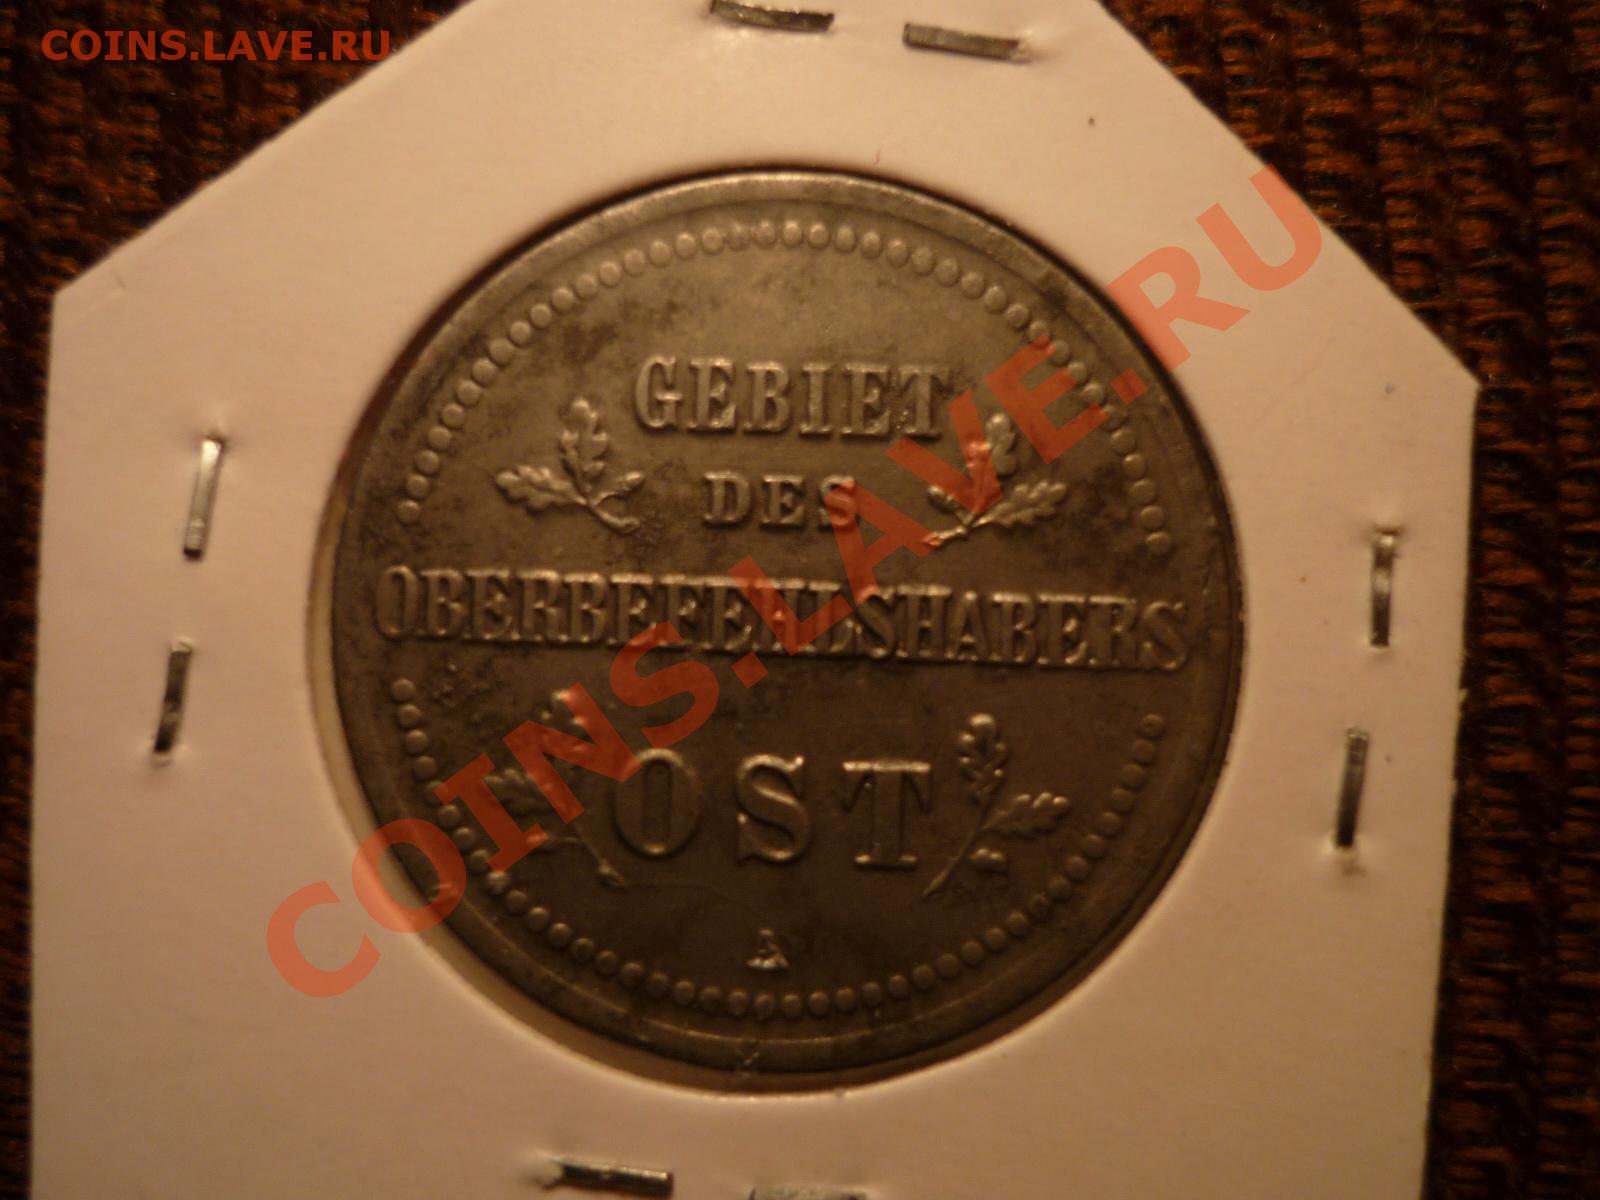 COINS.LAVE.RU
GEBIET
DES
OBERBEFEHLSHABERS
OST
A
COINS.LAVE.RU